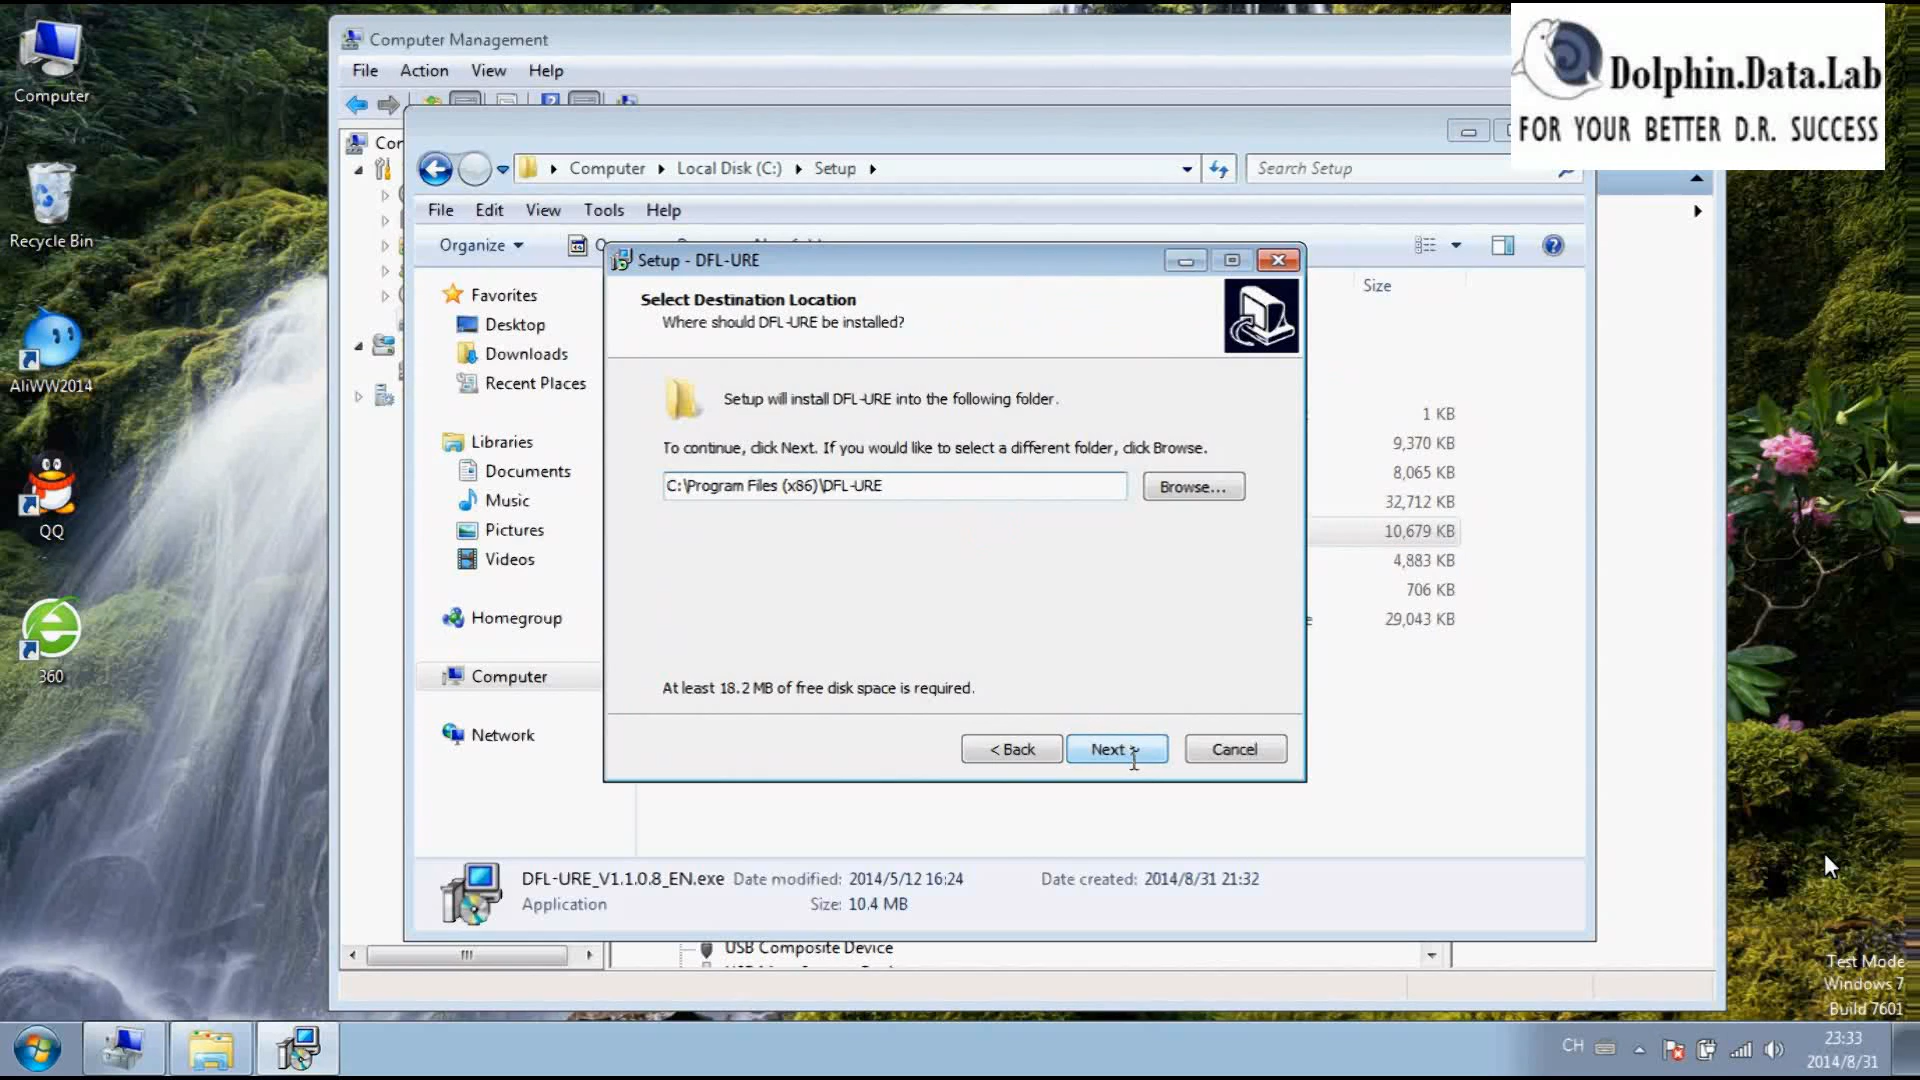 Computer
Recycle Bin
AliWW2014
QQ
360
Computer Management
File Action View Help
Dolphin.Data.Lab
FOR YOUR BETTER D.R. SUCCESS
Computer Local Disk (C:) Setup
Search Setup
File Edit View Tools Help
Organize
Favorites
Desktop
Downloads
Recent Places
Libraries
Documents
Music
Pictures
Videos
Homegroup
Computer
Network
Size
1 KB
9,370 KB
8,065 KB
32,712 KB
10,679 KB
4,883 KB
706 KB
29,043 KB
Setup - DFL-URE
Select Destination Location
Where should DFL-URE be installed?
Setup will install DFL-URE into the following folder.
To continue, click Next. If you would like to select a different folder, click Browse.
C:\Program Files (x86)\DFL-URE
Browse...
At least 18.2 MB of free disk space is required.
< Back Next > Cancel
DFL-URE_V1.1.0.8_EN.exe Date modified: 2014/5/12 16:24 Date created: 2014/8/31 21:32
Application Size: 10.4 MB
USB Composite Device
Test Mode
Windows 7
Build 7601
CH
23:33
2014/8/31